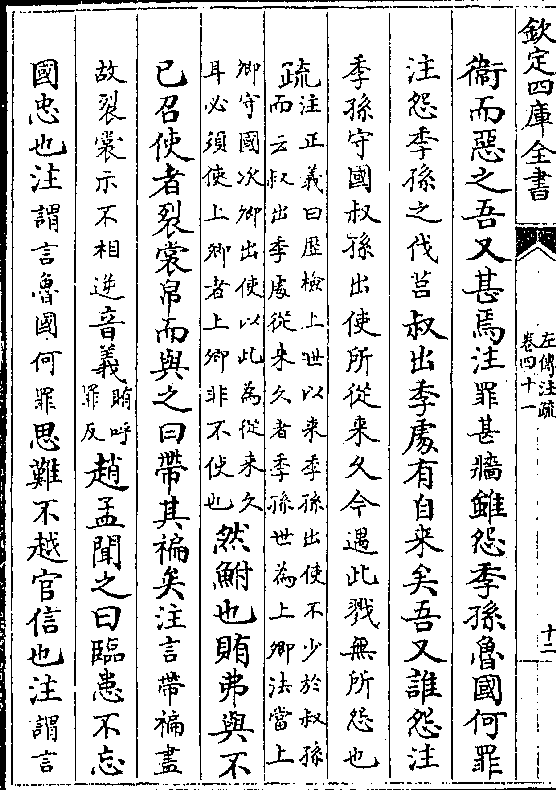 欽定四庫全書
左傳注疏
卷四十一
十二
衞而惡之吾又甚焉注罪甚牆雖怨季孫魯國何罪
注怨季孫之伐莒叔出季處有自来矣吾又誰怨注
季孫守國叔孫出使所從来久今遇此戮無所怨也
疏注正義曰歴檢上世以来季孫出使不少於叔孫
而云叔出季處從来久者季孫世為上卿法當上
卿守國次卿出使以此為從来久
耳必須使上卿者上卿非不使也
然鮒也賄弗與不
已召使者裂裳帛而與之曰帶其褊矣注言帶褊盡
故裂裳示不相逆音義賄呼
罪反
趙孟聞之曰臨患不忘
國忠也注謂言魯國何罪思難不越官信也注謂言